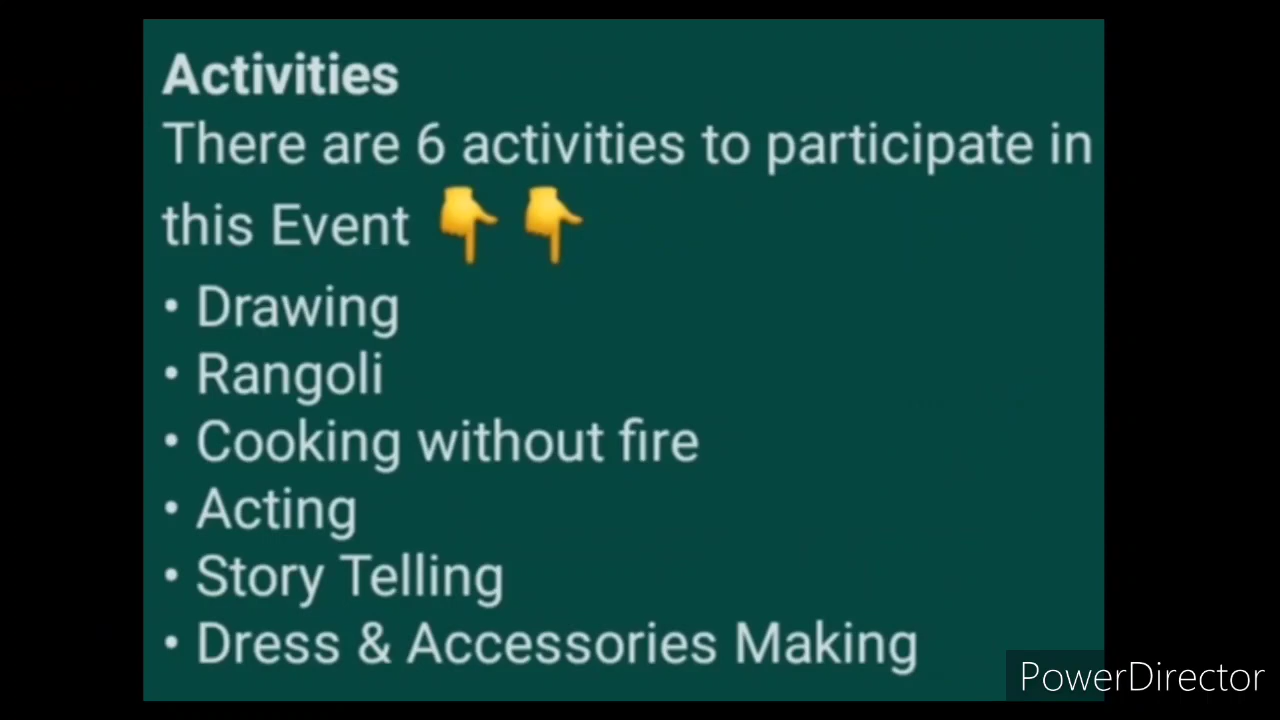 Activities
There are 6 activities to participate in
this Event 👇👇
• Drawing
• Rangoli
• Cooking without fire
• Acting
• Story Telling
• Dress & Accessories Making
PowerDirector